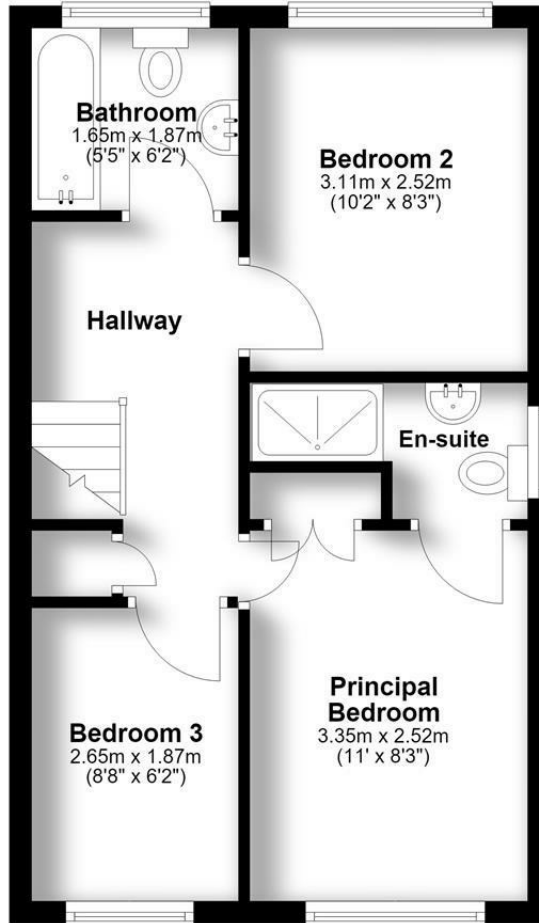 Bathroom
1.65m x 1.87m
(5'5" x 6'2")
Bedroom 2
3.11m x 2.52m
(10'2" x 8'3")
Hallway
En-suite
Principal
Bedroom
3.35m x 2.52m
(11' x 8'3")
Bedroom 3
2.65m x 1.87m
(8'8" x 6'2")